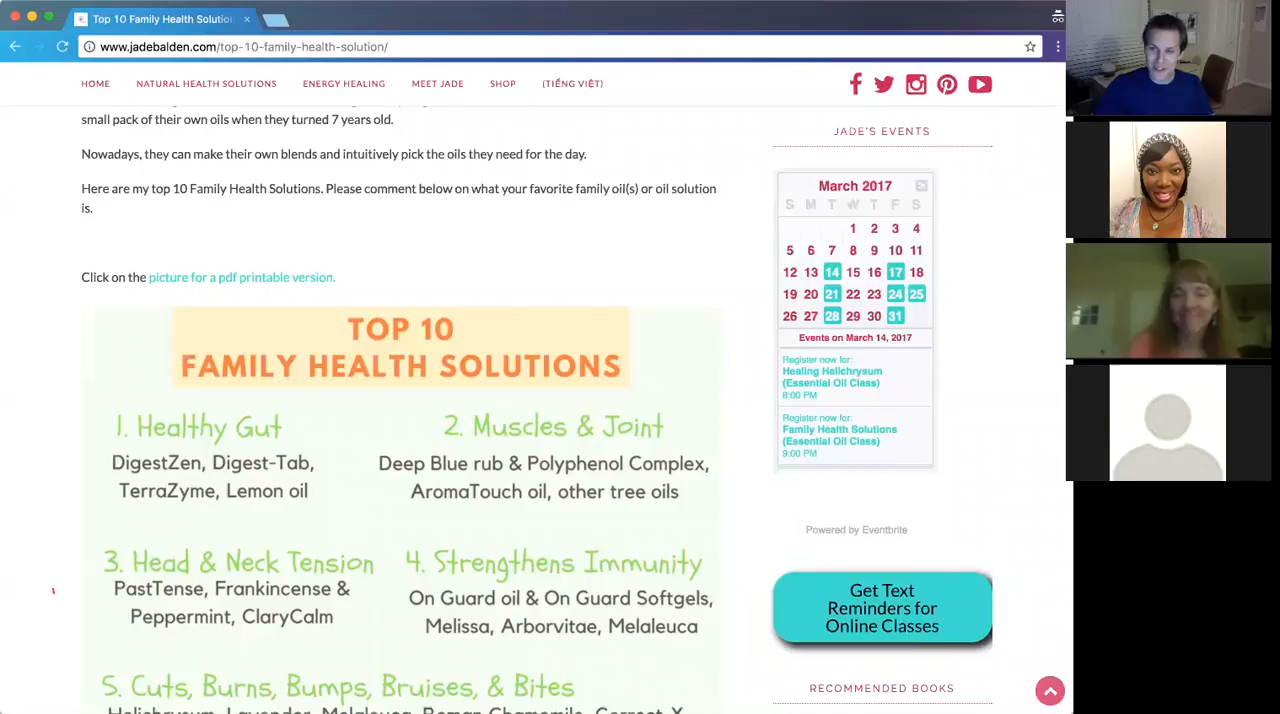 Top 10 Family Health Solutio
www.jadebalden.com/top-10-family-health-solution/
HOME NATURAL HEALTH SOLUTIONS ENERGY HEALING MEET JADE SHOP (TIẾNG VIỆT)
small pack of their own oils when they turned 7 years old.
Nowadays, they can make their own blends and intuitively pick the oils they need for the day.
Here are my top 10 Family Health Solutions. Please comment below on what your favorite family oil(s) or oil solution
is.
Click on the picture for a pdf printable version.
TOP 10
FAMILY HEALTH SOLUTIONS
1. Healthy Gut
DigestZen, Digest-Tab,
TerraZyme, Lemon oil
2. Muscles & Joint
Deep Blue rub & Polyphenol Complex,
AromaTouch oil, other tree oils
3. Head & Neck Tension
PastTense, Frankincense &
Peppermint, ClaryCalm
4. Strengthens Immunity
On Guard oil & On Guard Softgels,
Melissa, Arborvitae, Melaleuca
5. Cuts, Burns, Bumps, Bruises, & Bites
Helichrysum, Lavender, Melaleuca, Roman Chamomile, Correct-X
JADE'S EVENTS
March 2017
S M T W T F S
1 2 3 4
5 6 7 8 9 10 11
12 13 14 15 16 17 18
19 20 21 22 23 24 25
26 27 28 29 30 31
Events on March 14, 2017
Register now for:
Healing Helichrysum
(Essential Oil Class)
6:00 PM
Register now for:
Family Health Solutions
(Essential Oil Class)
9:00 PM
Powered by Eventbrite
Get Text
Reminders for
Online Classes
RECOMMENDED BOOKS